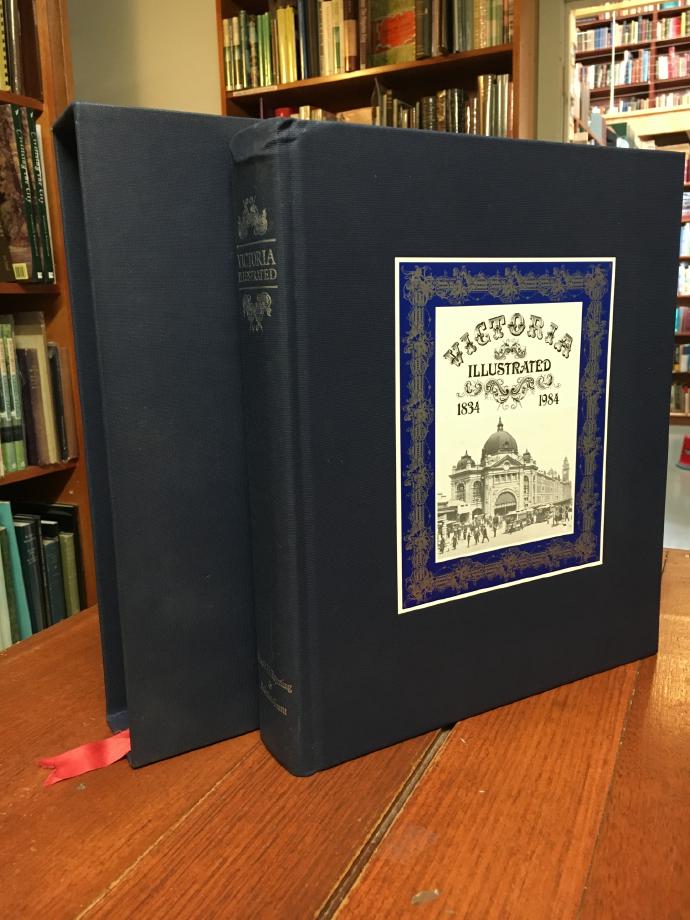 VICTORIA
ILLUSTRATED
VICTORIA
ILLUSTRATED
1834 1984
&